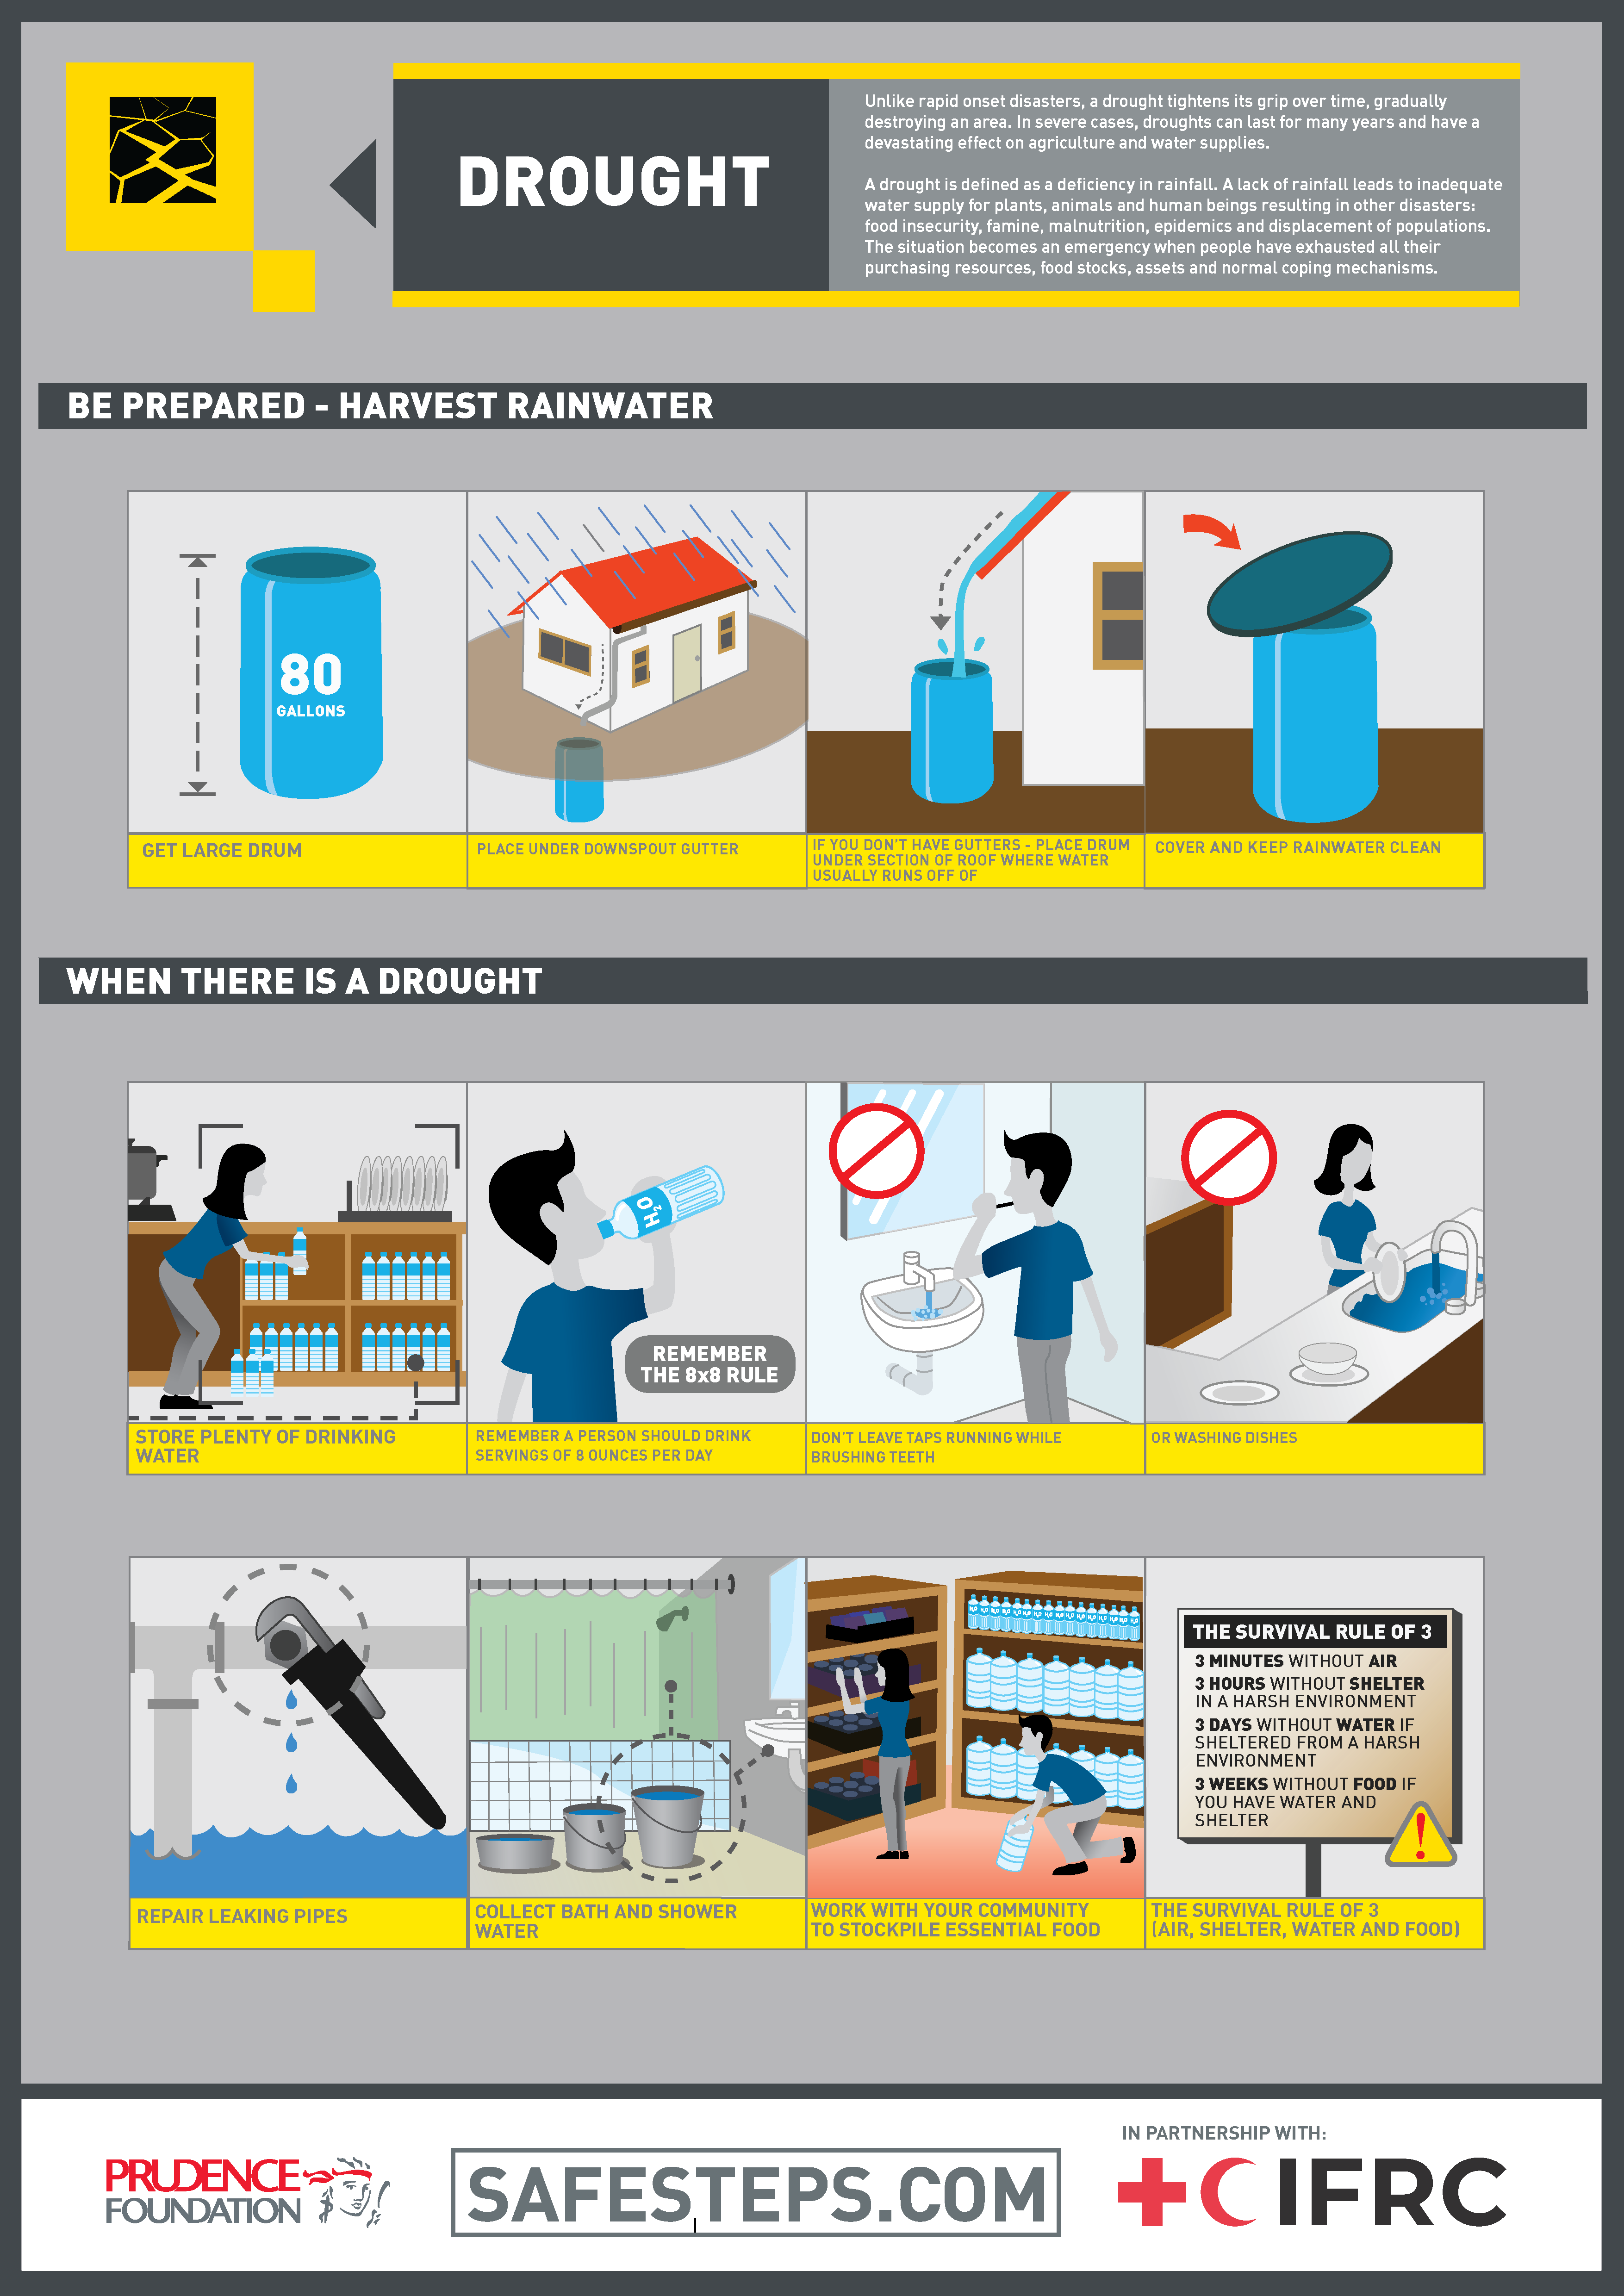 DROUGHT
Unlike rapid onset disasters, a drought tightens its grip over time, gradually
destroying an area. In severe cases, droughts can last for many years and have a
devastating effect on agriculture and water supplies.
A drought is defined as a deficiency in rainfall. A lack of rainfall leads to inadequate
water supply for plants, animals and human beings resulting in other disasters:
food insecurity, famine, malnutrition, epidemics and displacement of populations.
The situation becomes an emergency when people have exhausted all their
purchasing resources, food stocks, assets and normal coping mechanisms.
BE PREPARED - HARVEST RAINWATER
80
GALLONS
GET LARGE DRUM
PLACE UNDER DOWNSPOUT GUTTER
IF YOU DON'T HAVE GUTTERS - PLACE DRUM
UNDER SECTION OF ROOF WHERE WATER
USUALLY RUNS OFF OF
COVER AND KEEP RAINWATER CLEAN
WHEN THERE IS A DROUGHT
STORE PLENTY OF DRINKING
WATER
H₂O
REMEMBER
THE 8x8 RULE
REMEMBER A PERSON SHOULD DRINK
SERVINGS OF 8 OUNCES PER DAY
DON'T LEAVE TAPS RUNNING WHILE
BRUSHING TEETH
OR WASHING DISHES
REPAIR LEAKING PIPES
COLLECT BATH AND SHOWER
WATER
WORK WITH YOUR COMMUNITY
TO STOCKPILE ESSENTIAL FOOD
THE SURVIVAL RULE OF 3
3 MINUTES WITHOUT AIR
3 HOURS WITHOUT SHELTER
IN A HARSH ENVIRONMENT
3 DAYS WITHOUT WATER IF
SHELTERED FROM A HARSH
ENVIRONMENT
3 WEEKS WITHOUT FOOD IF
YOU HAVE WATER AND
SHELTER
!
THE SURVIVAL RULE OF 3
(AIR, SHELTER, WATER AND FOOD)
PRUDENCE
FOUNDATION
SAFESTEPS.COM
IN PARTNERSHIP WITH:
IFRC